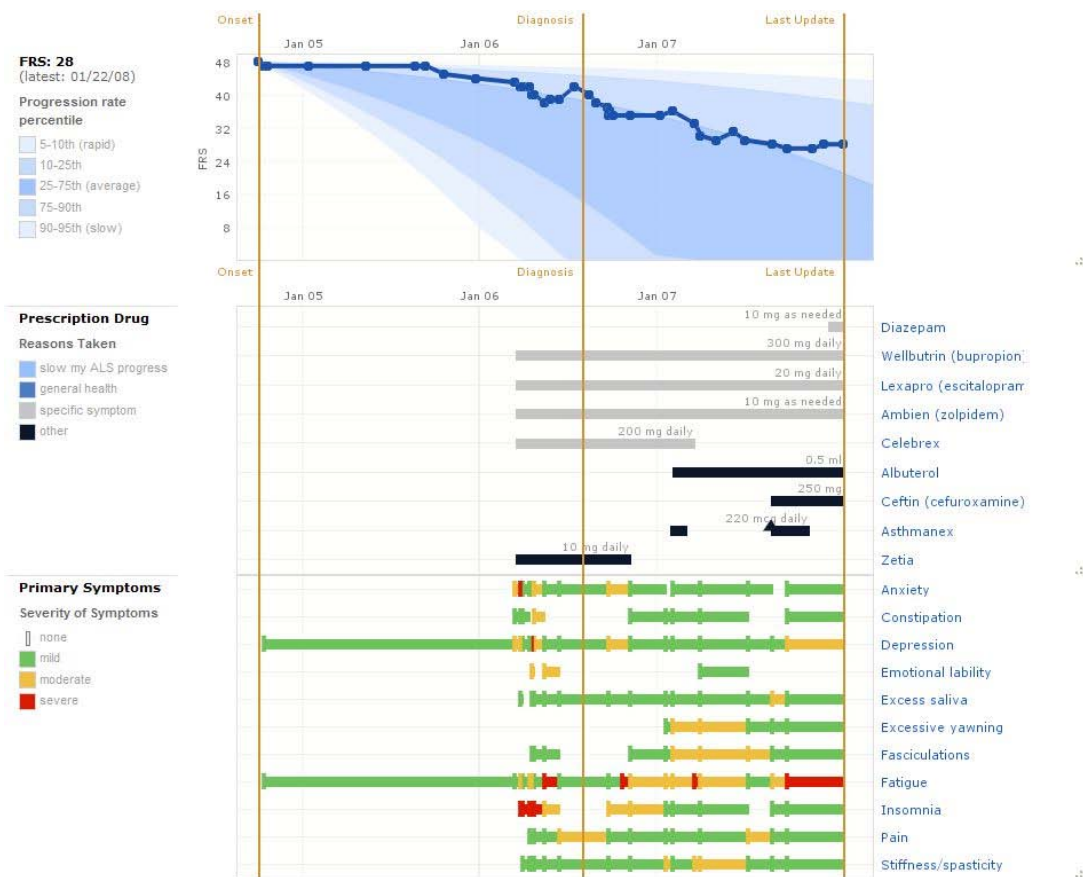 Onset Diagnosis Last Update
Jan 05 Jan 06 Jan 07
FRS: 28
(latest: 01/22/08)
Progression rate
percentile
5-10th (rapid)
10-25th
25-75th (average)
75-90th
90-95th (slow)
FRS
48
40
32
24
16
8
Onset Diagnosis Last Update
Jan 05 Jan 06 Jan 07
Prescription Drug
Reasons Taken
slow my ALS progress
general health
specific symptom
other
10 mg as needed
Diazepam
300 mg daily
Wellbutrin (bupropion)
20 mg daily
Lexapro (escitalopram
10 mg as needed
Ambien (zolpidem)
200 mg daily
Celebrex
0.5 ml
Albuterol
250 mg
Ceftin (cefuroxamine)
220 mcg daily
Asthmanex
10 mg daily
Zetia
Primary Symptoms
Severity of Symptoms
none
mild
moderate
severe
Anxiety
Constipation
Depression
Emotional lability
Excess saliva
Excessive yawning
Fasciculations
Fatigue
Insomnia
Pain
Stiffness/spasticity